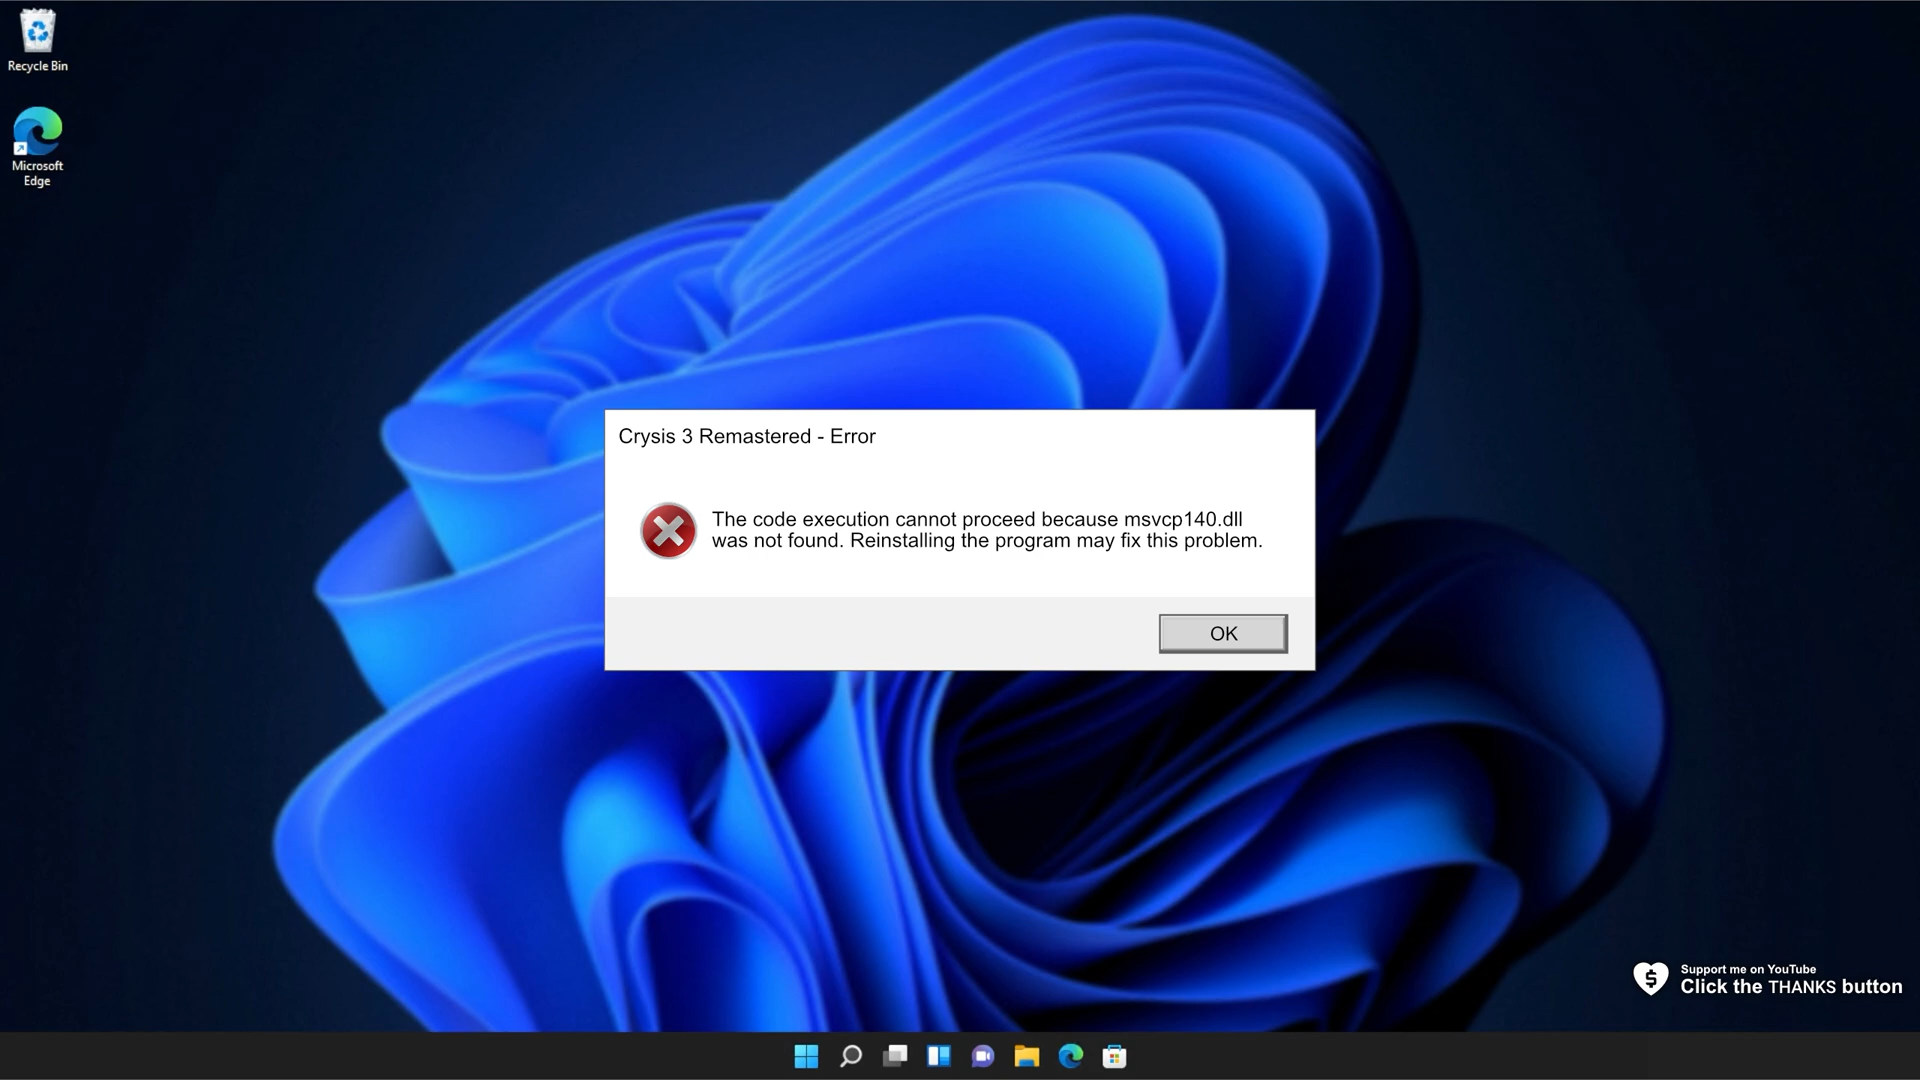 Recycle Bin
Microsoft
Edge
Crysis 3 Remastered - Error
The code execution cannot proceed because msvcp140.dll
was not found. Reinstalling the program may fix this problem.
OK
Support me on YouTube
Click the THANKS button